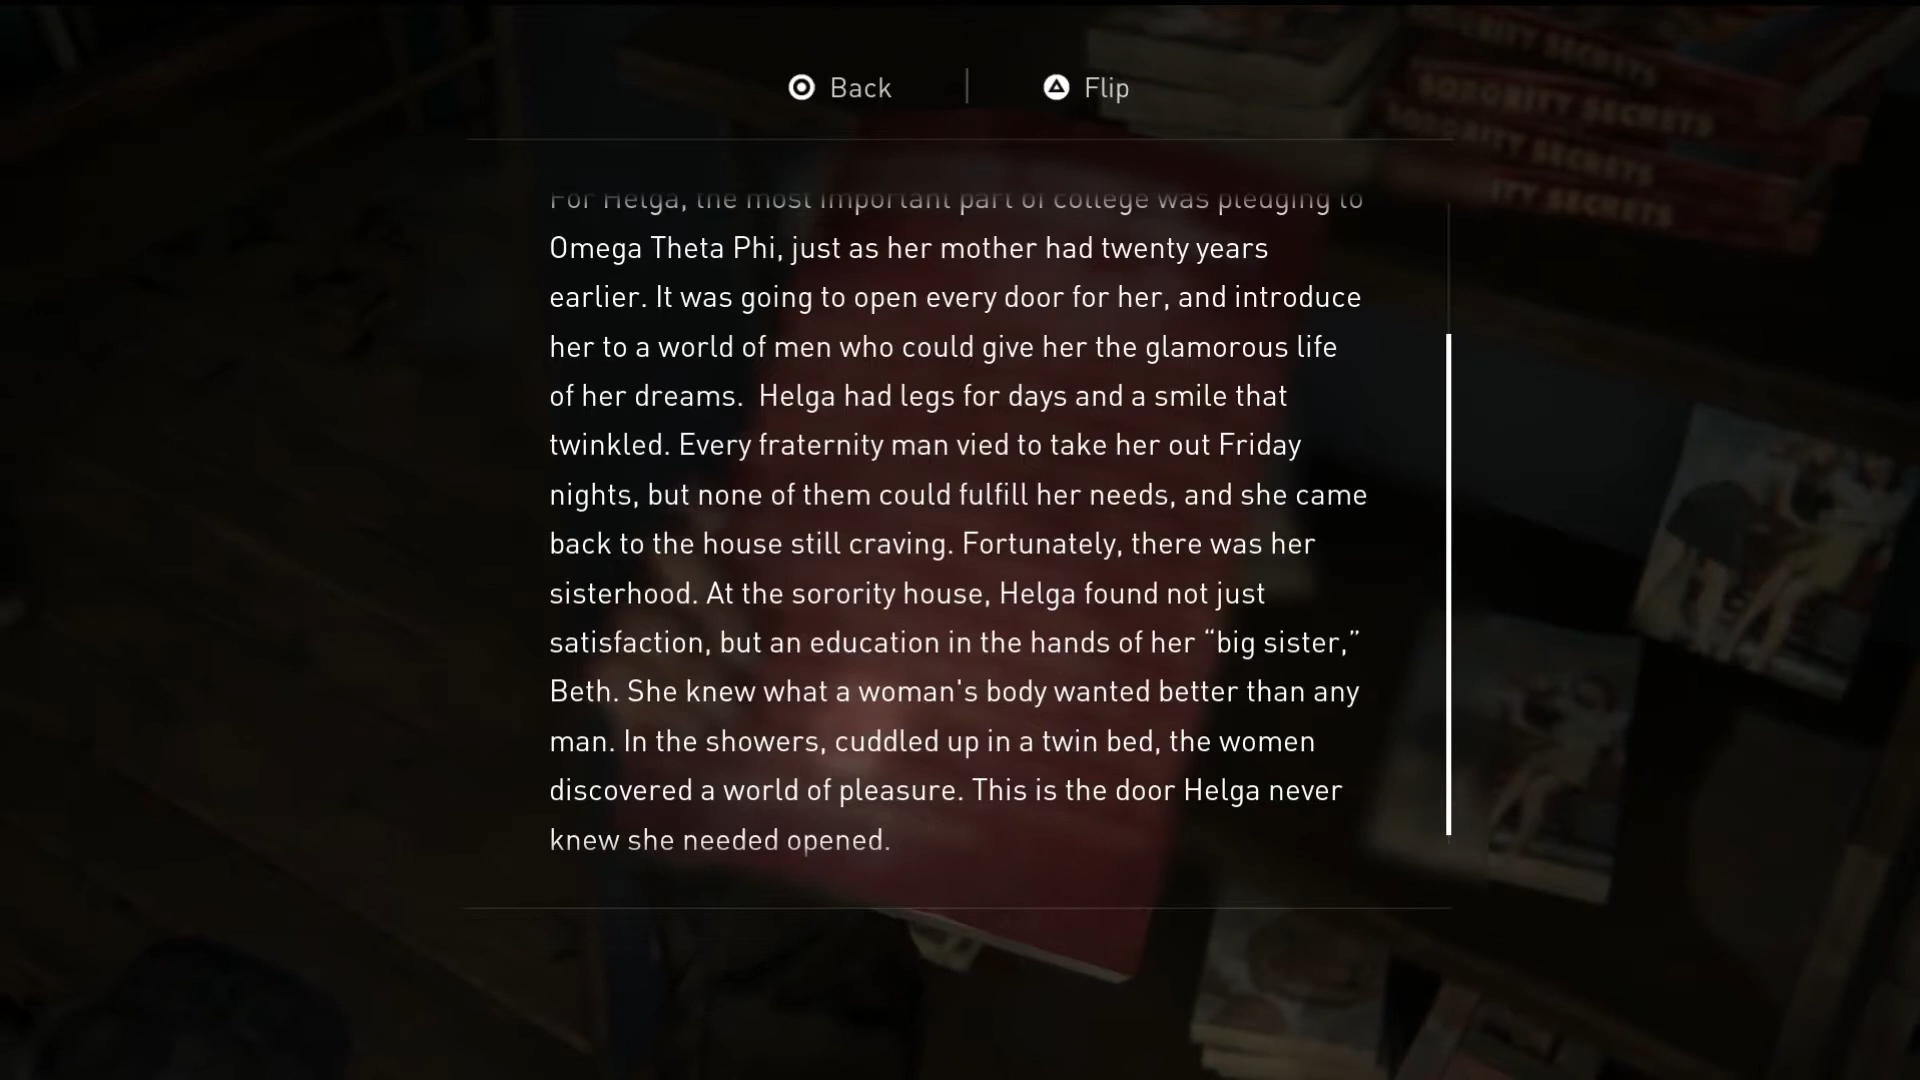 Back
Flip
For Helga, the most important part of college was pledging to
Omega Theta Phi, just as her mother had twenty years
earlier. It was going to open every door for her, and introduce
her to a world of men who could give her the glamorous life
of her dreams.  Helga had legs for days and a smile that
twinkled. Every fraternity man vied to take her out Friday
nights, but none of them could fulfill her needs, and she came
back to the house still craving. Fortunately, there was her
sisterhood. At the sorority house, Helga found not just
satisfaction, but an education in the hands of her “big sister,”
Beth. She knew what a woman's body wanted better than any
man. In the showers, cuddled up in a twin bed, the women
discovered a world of pleasure. This is the door Helga never
knew she needed opened.
SECRETS
SORORITY SECRETS
SORORITY SECRETS
SECRETS